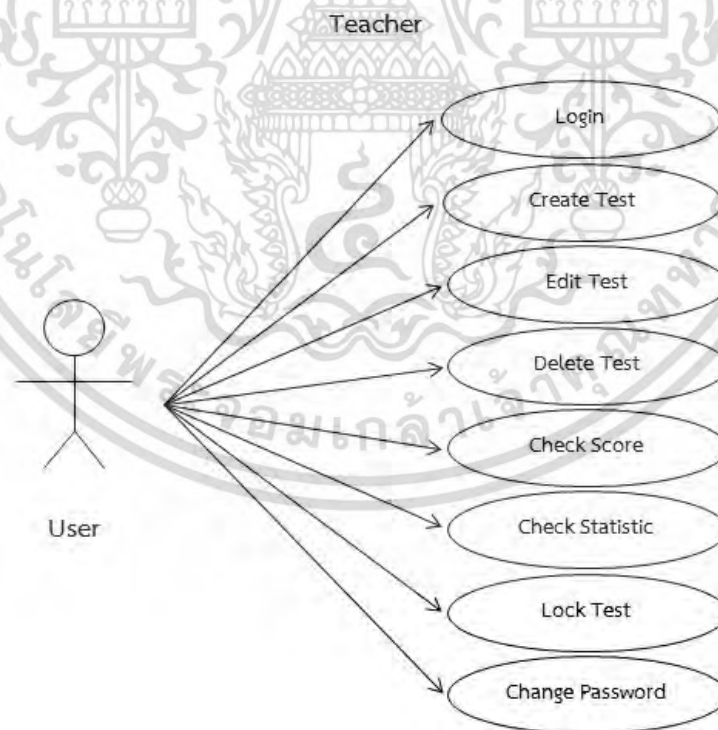 Teacher
Login
Create Test
Edit Test
Delete Test
Check Score
User
Check Statistic
Lock Test
Change Password